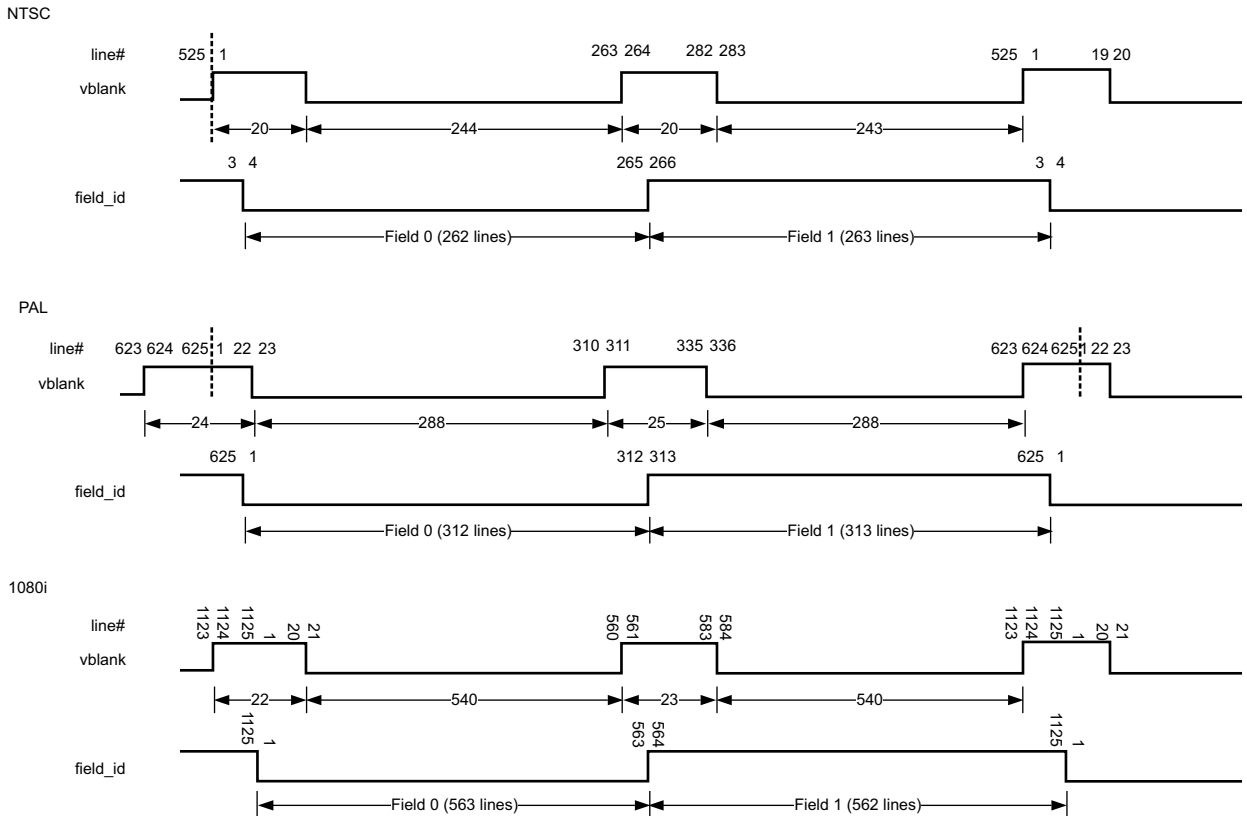 NTSC
line# 525 1 263 264 282 283 525 1 19 20
vblank
20 244 20 243
3 4 265 266 3 4
field_id
Field 0 (262 lines) Field 1 (263 lines)
PAL
line# 623 624 625 1 22 23 310 311 335 336 623 624 625 1 22 23
vblank
24 288 25 288
625 1 312 313 625 1
field_id
Field 0 (312 lines) Field 1 (313 lines)
1080i
line# 1123 1124 1125 1 20 21 560 561 583 584 1123 1124 1125 1 20 21
vblank
22 540 23 540
1125 1 563 564 1125 1
field_id
Field 0 (563 lines) Field 1 (562 lines)